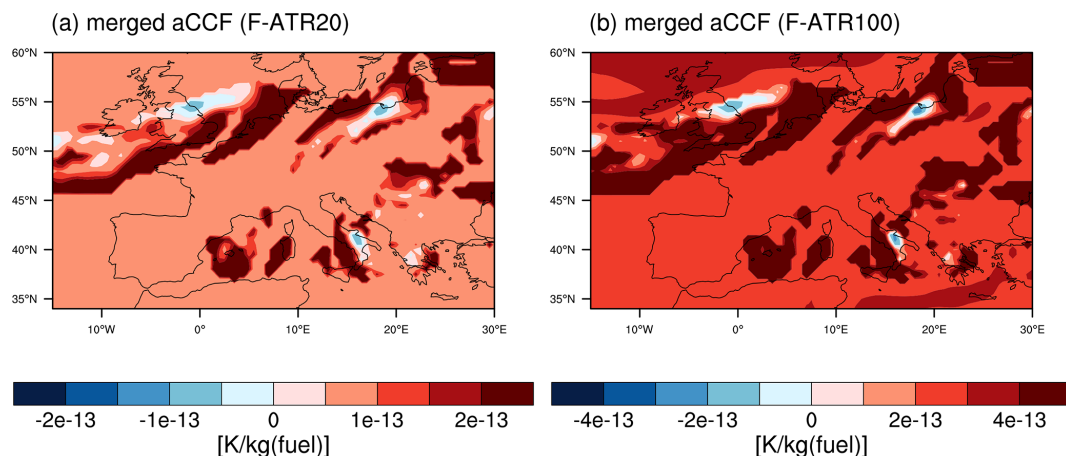 (a) merged aCCF (F-ATR20)
(b) merged aCCF (F-ATR100)
60°N
55°N
50°N
45°N
40°N
35°N
10°W
0°
10°E
20°E
30°E
60°N
55°N
50°N
45°N
40°N
35°N
10°W
0°
10°E
20°E
30°E
-2e-13
-1e-13
0
1e-13
2e-13
[K/kg(fuel)]
-4e-13
-2e-13
0
2e-13
4e-13
[K/kg(fuel)]